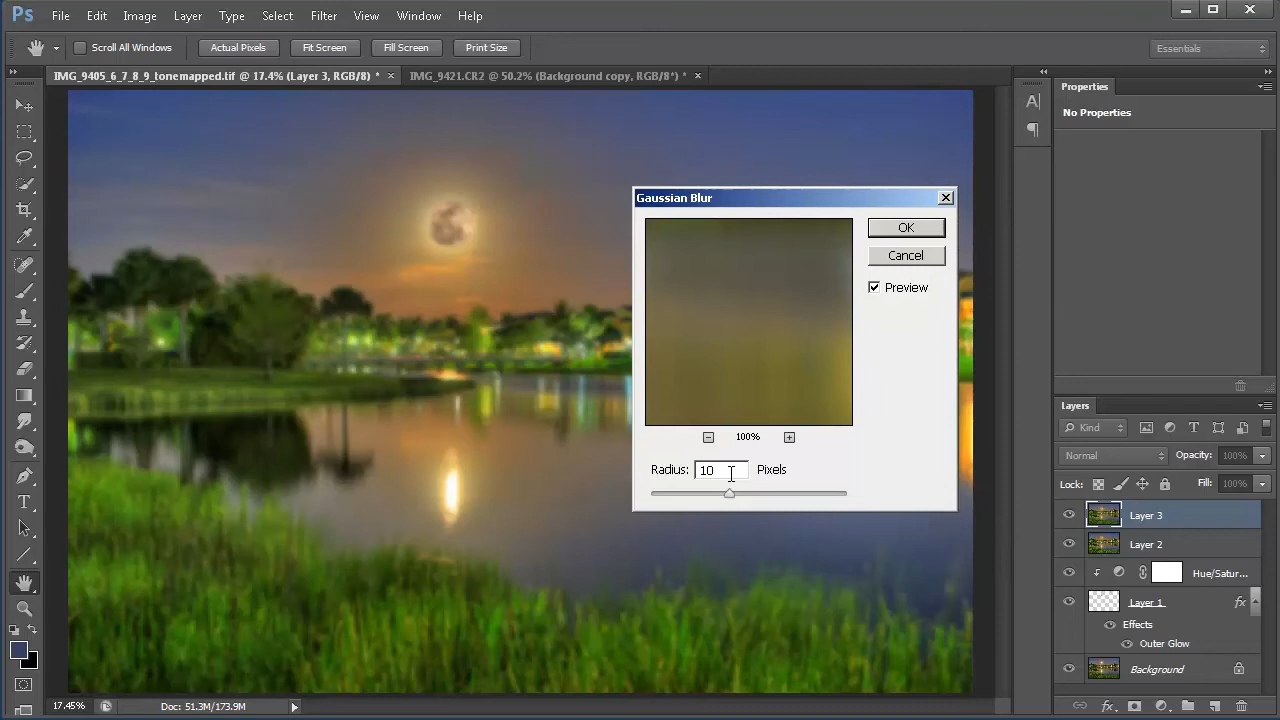 Ps File Edit Image Layer Type Select Filter View Window Help
Scroll All Windows Actual Pixels Fit Screen Fill Screen Print Size Essentials
IMG_9405_6_7_8_9_tonemapped.tif @ 17.4% (Layer 3, RGB/8) * × IMG_9421.CR2 @ 50.2% (Background copy, RGB/8*) * ×
Properties
No Properties
Gaussian Blur
OK
Cancel
Preview
100%
Radius: 10 Pixels
Layers
Kind
Normal Opacity: 100%
Lock: Fill: 100%
Layer 3
Layer 2
Hue/Satur...
Layer 1 fx
Effects
Outer Glow
Background
17.45% Doc: 51.3M/173.9M